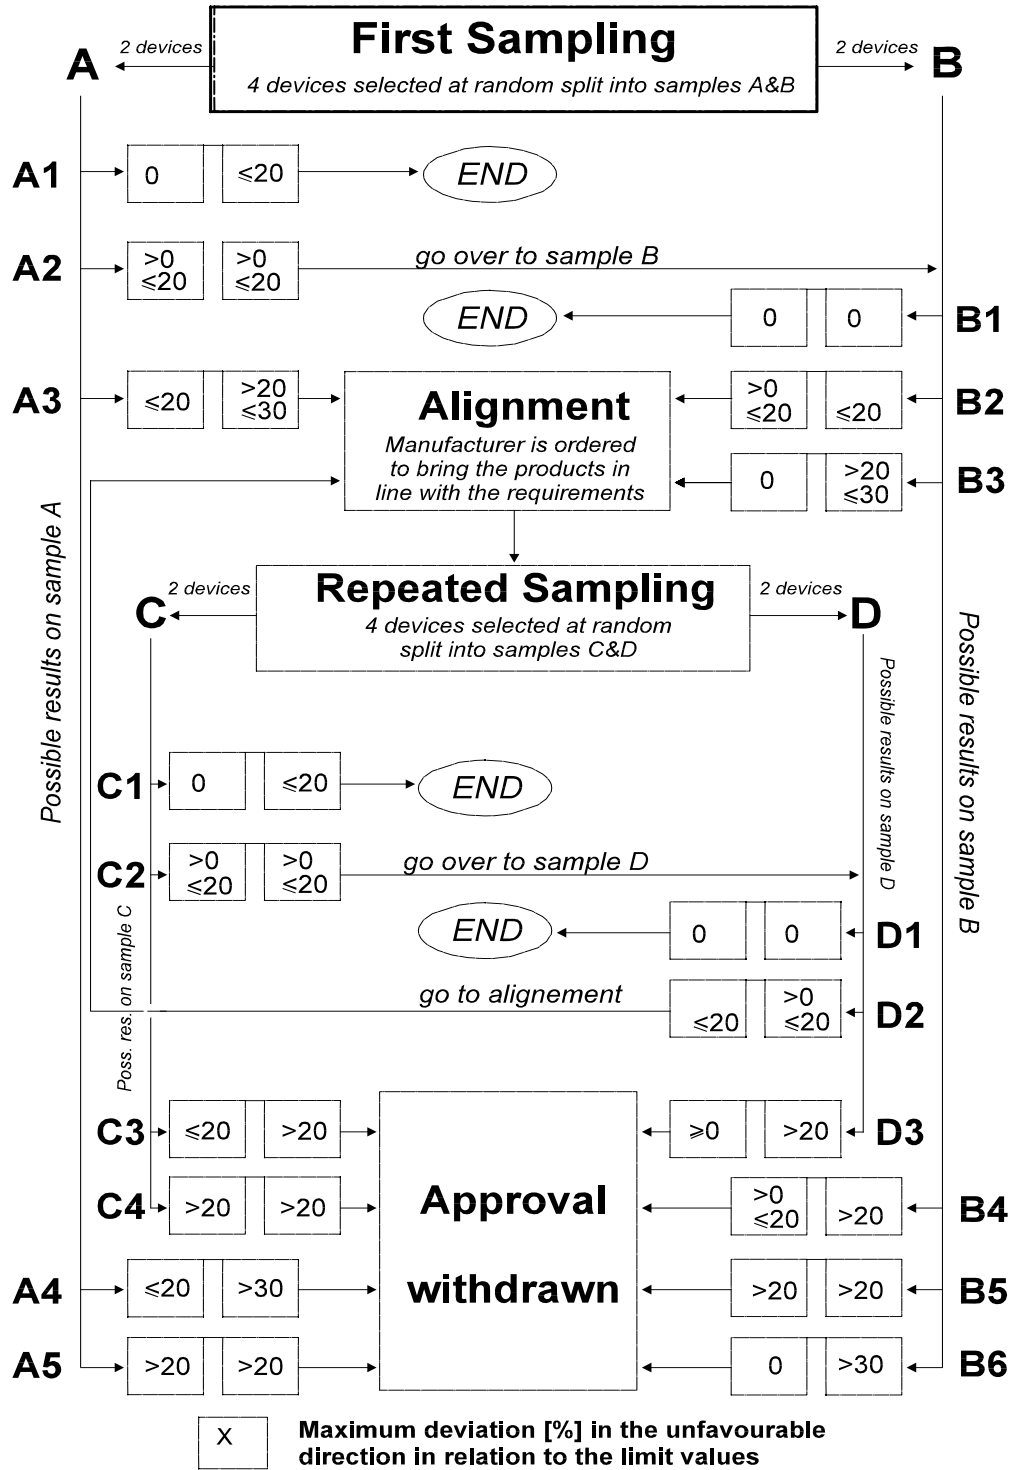 First Sampling
4 devices selected at random split into samples A&B
A
2 devices
2 devices
B
A1
0
≤20
END
A2
>0
≤20
>0
≤20
go over to sample B
END
0
0
B1
A3
≤20
>20
≤30
Alignment
Manufacturer is ordered
to bring the products in
line with the requirements
>0
≤20
≤20
B2
0
>20
≤30
B3
Possible results on sample A
Repeated Sampling
4 devices selected at random
split into samples C&D
C
2 devices
2 devices
D
Possible results on sample D
Possible results on sample B
C1
0
≤20
END
C2
>0
≤20
>0
≤20
go over to sample D
Poss. res. on sample C
END
0
0
D1
go to alignement
≤20
>0
≤20
D2
C3
≤20
>20
Approval
withdrawn
≥0
>20
D3
C4
>20
>20
>0
≤20
>20
B4
A4
≤20
>30
>20
>20
B5
A5
>20
>20
0
>30
B6
X
Maximum deviation [%] in the unfavourable
direction in relation to the limit values